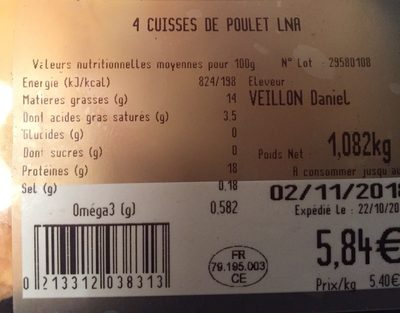 4 CUISSES DE POULET LNA
Valeurs nutritionnelles moyennes pour 100g N° Lot : 29580108
Energie (kJ/kcal) 824/198 Eleveur :
Matières grasses (g) 14 VEILLON Daniel
Dont acides gras saturés (g) 3.5
Glucides (g) 0
Dont sucres (g) 0 Poids Net : 1,082kg
Protéines (g) 18 A consommer jusqu'au
Sel (g) 0.18 02/11/2018
Oméga3 (g) 0.582 Expédié Le : 22/10/20
FR
79.195.003
CE
5,84€
0 213312 038313 Prix/kg 5.40€